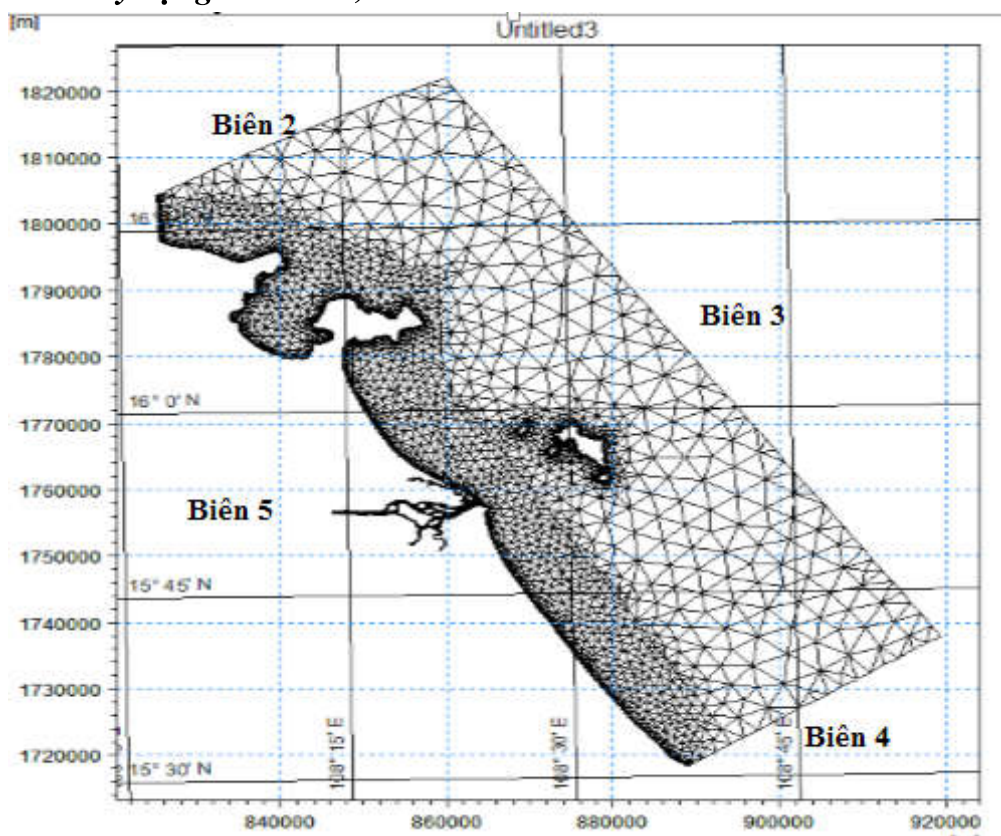 [m]
Untitled3
1820000
Biên 2
1810000
1800000
16°
1790000
Biên 3
1780000
16° 0' N
1770000
1760000
Biên 5
1750000
15° 45' N
1740000
1730000
Biên 4
1720000
15° 30' N
108° 15' E
108° 30' E
108° 45' E
840000 860000 880000 900000 920000